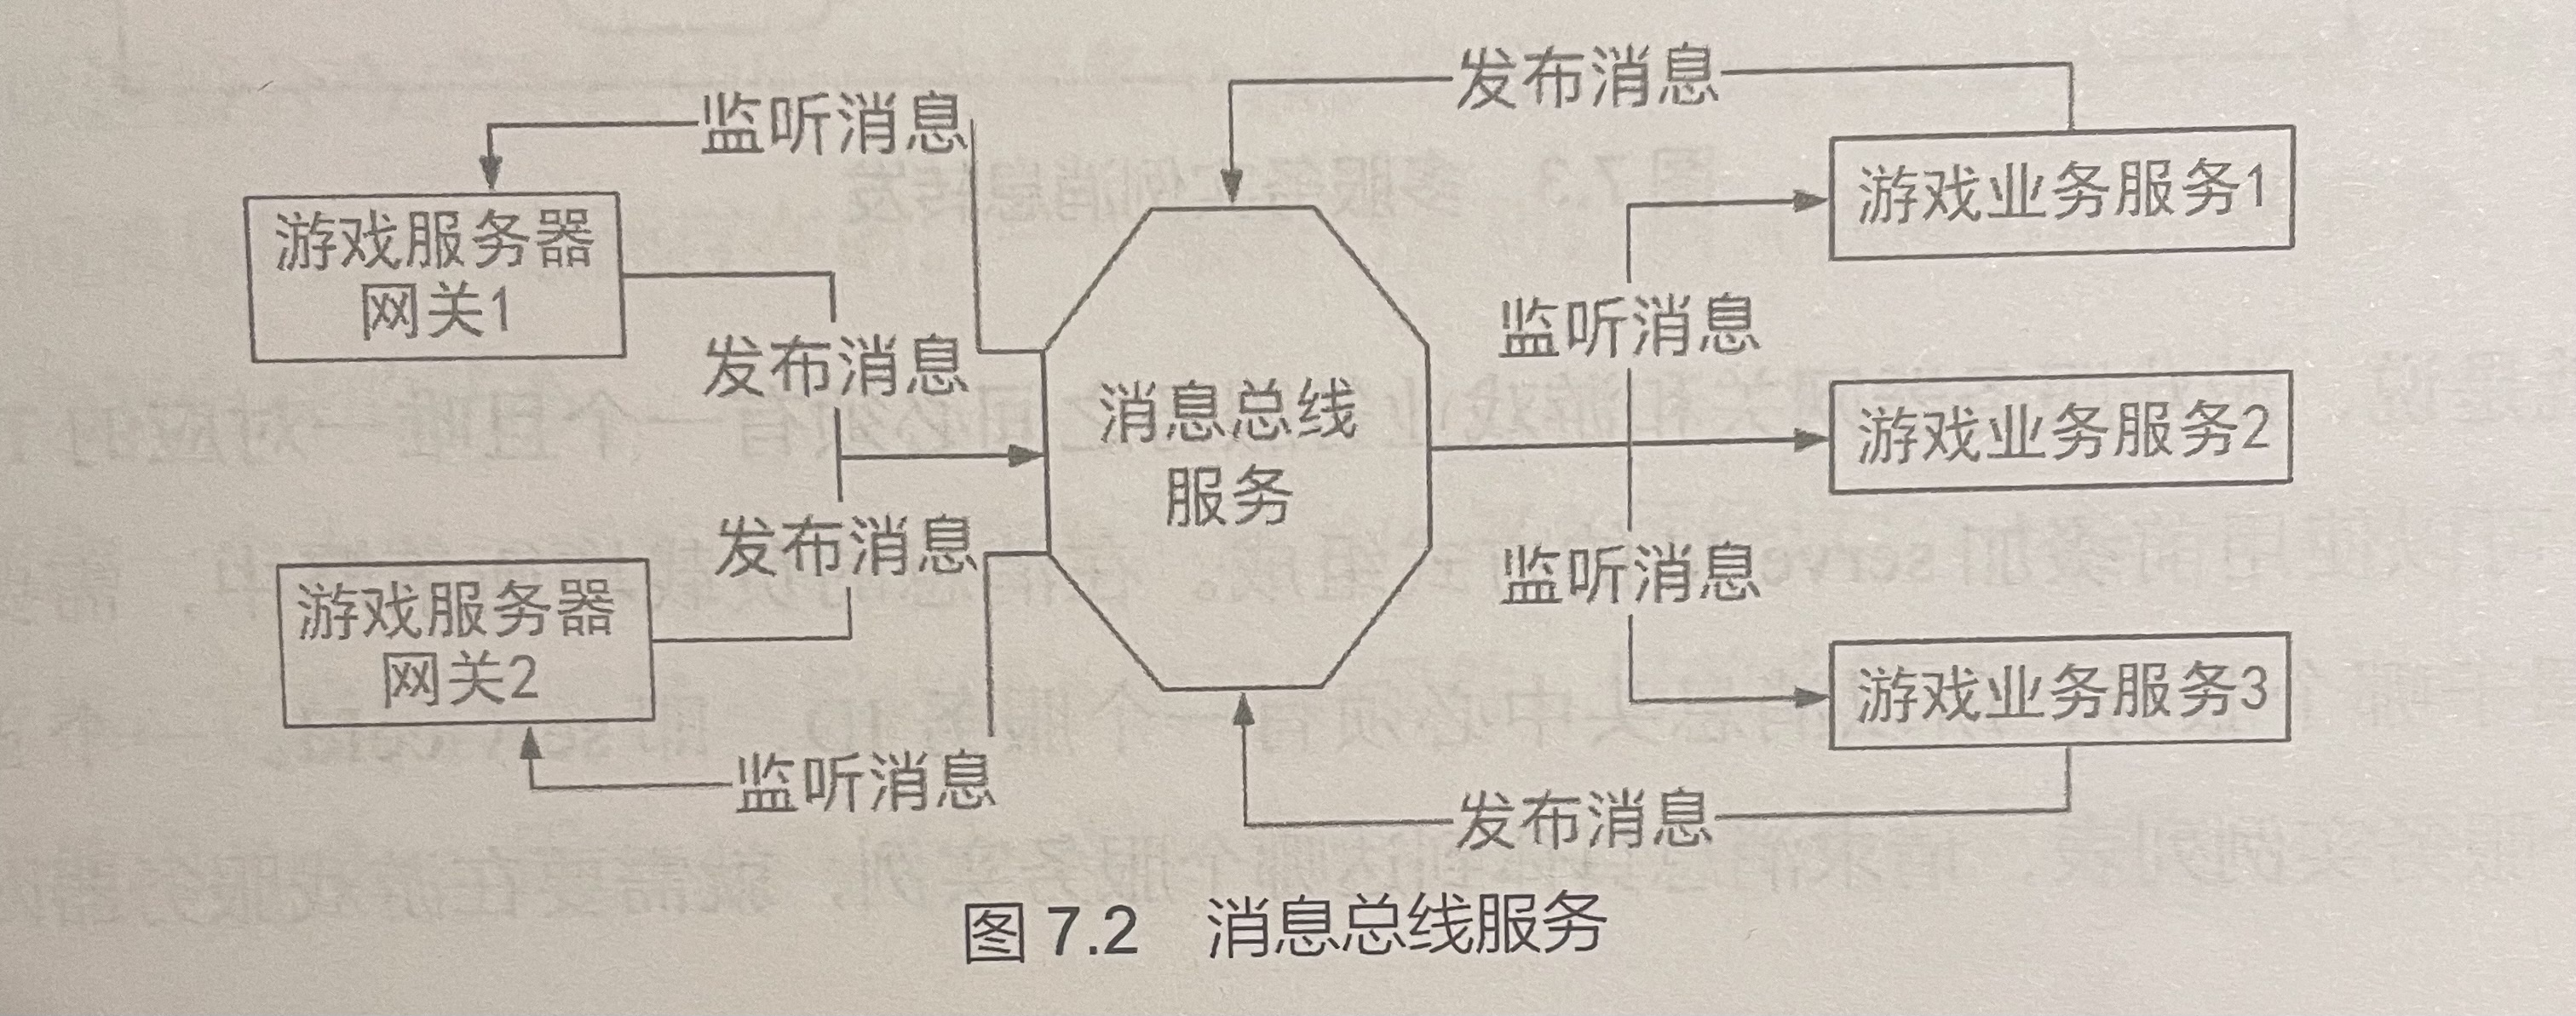 发布消息
监听消息
游戏业务服务1
游戏服务器
网关1
监听消息
发布消息
消息总线
服务
游戏业务服务2
发布消息
监听消息
游戏服务器
网关2
游戏业务服务3
监听消息
发布消息
图 7.2 消息总线服务